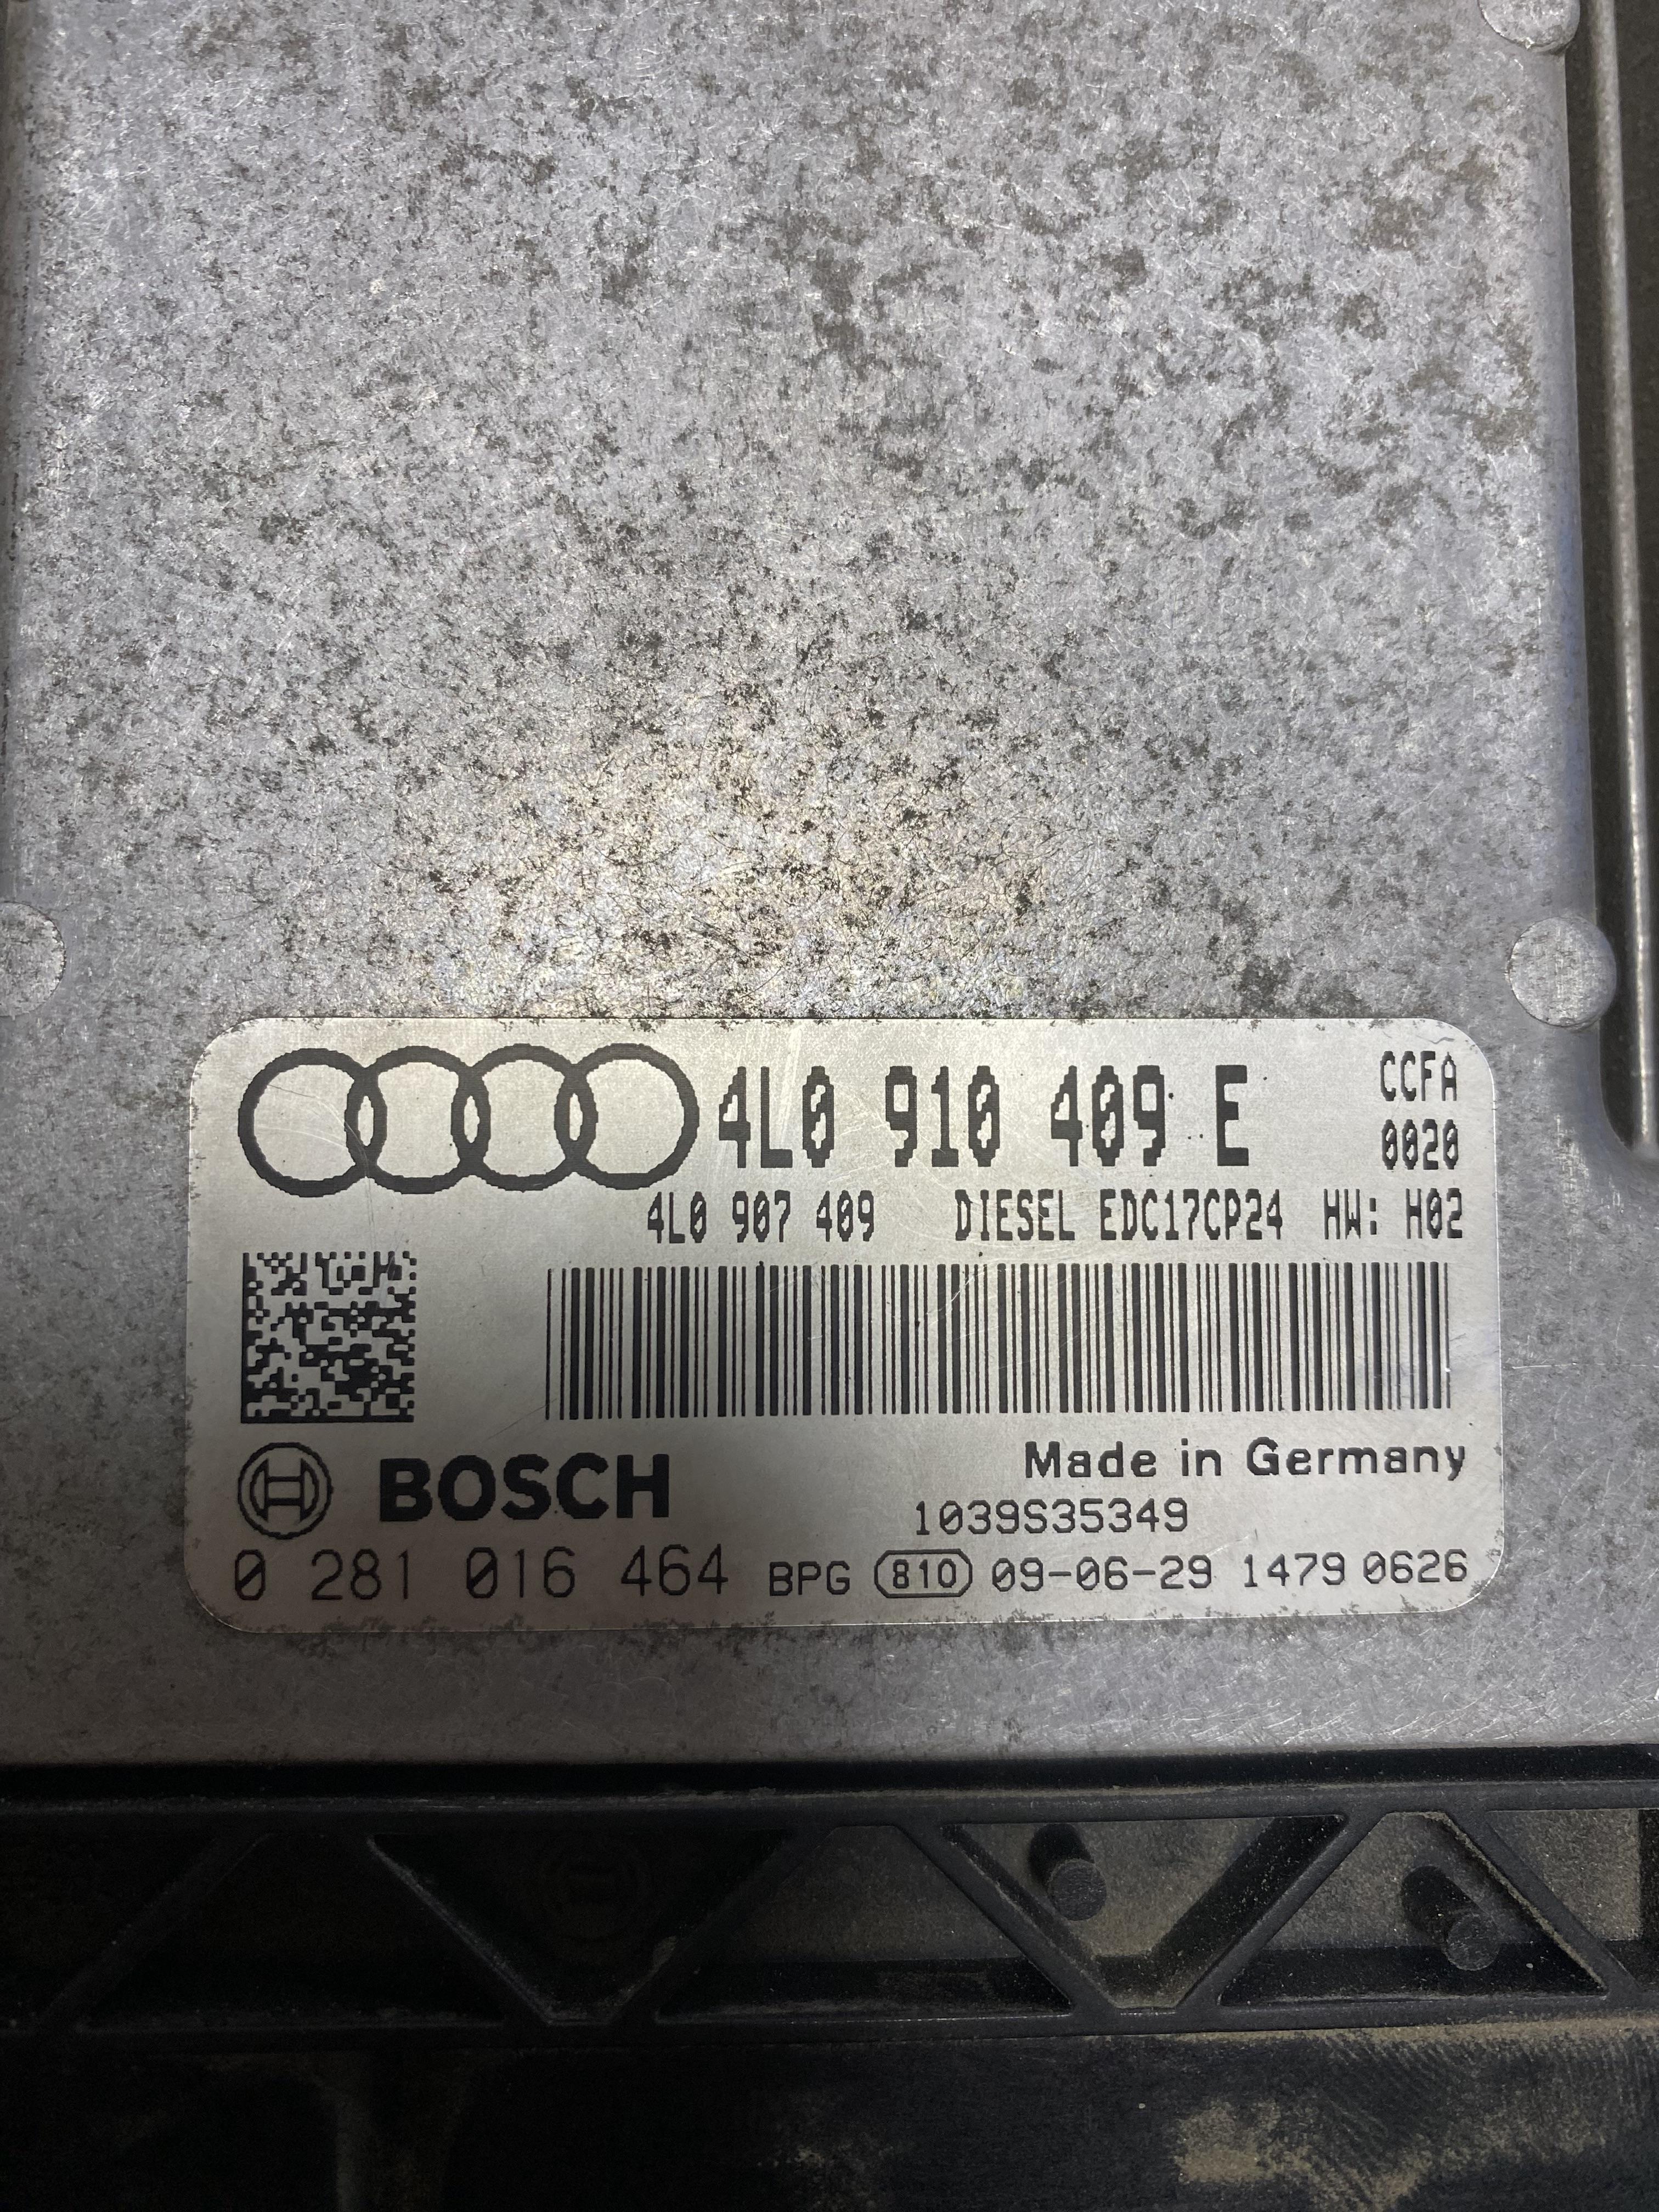 4L0 910 409 E
CCFA
0020
4L0 907 409 DIESEL EDC17CP24 HW: H02
BOSCH
Made in Germany
1039S35349
0 281 016 464 BPG 810 09-06-29 1479 0626